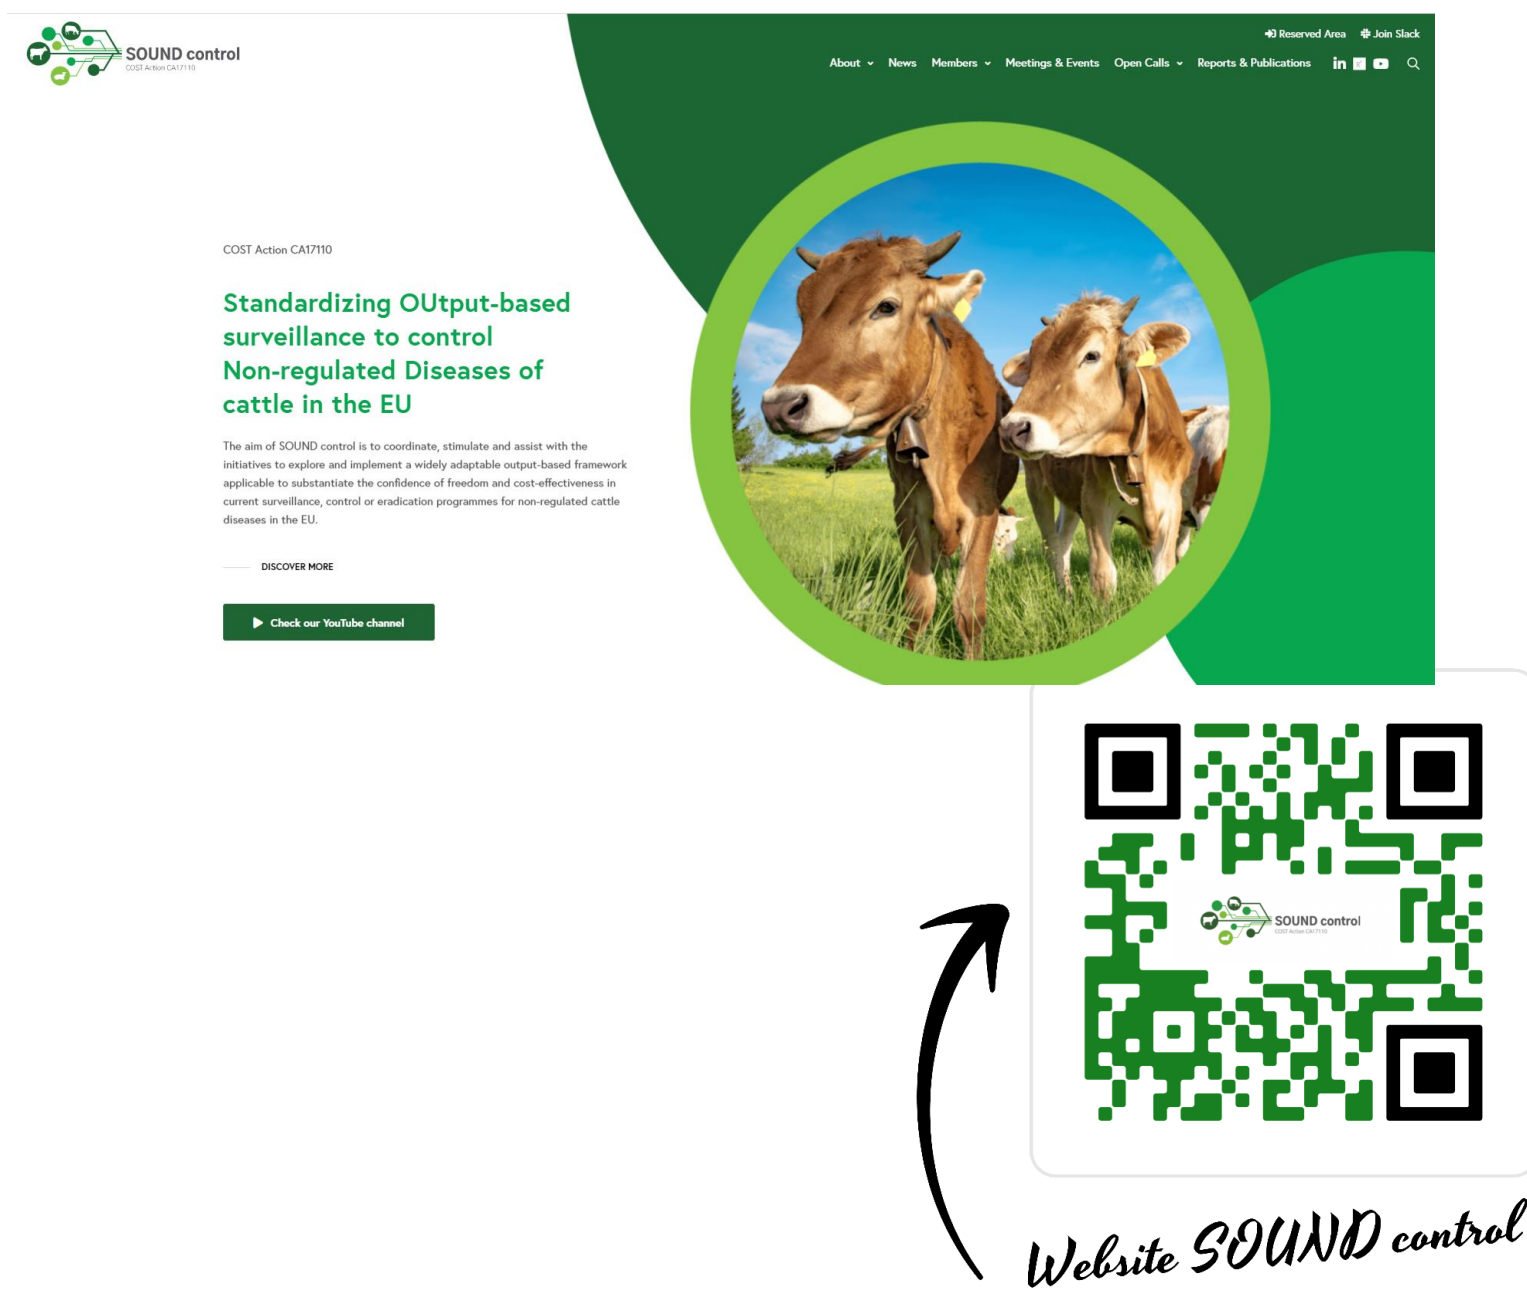 SOUND control
COST Action CA17110
Reserved Area Join Slack
About News Members Meetings & Events Open Calls Reports & Publications
COST Action CA17110
Standardizing OUtput-based
surveillance to control
Non-regulated Diseases of
cattle in the EU
The aim of SOUND control is to coordinate, stimulate and assist with the
initiatives to explore and implement a widely adaptable output-based framework
applicable to substantiate the confidence of freedom and cost-effectiveness in
current surveillance, control or eradication programmes for non-regulated cattle
diseases in the EU.
DISCOVER MORE
Check our YouTube channel
SOUND control
COST Action CA17110
Website SOUND control